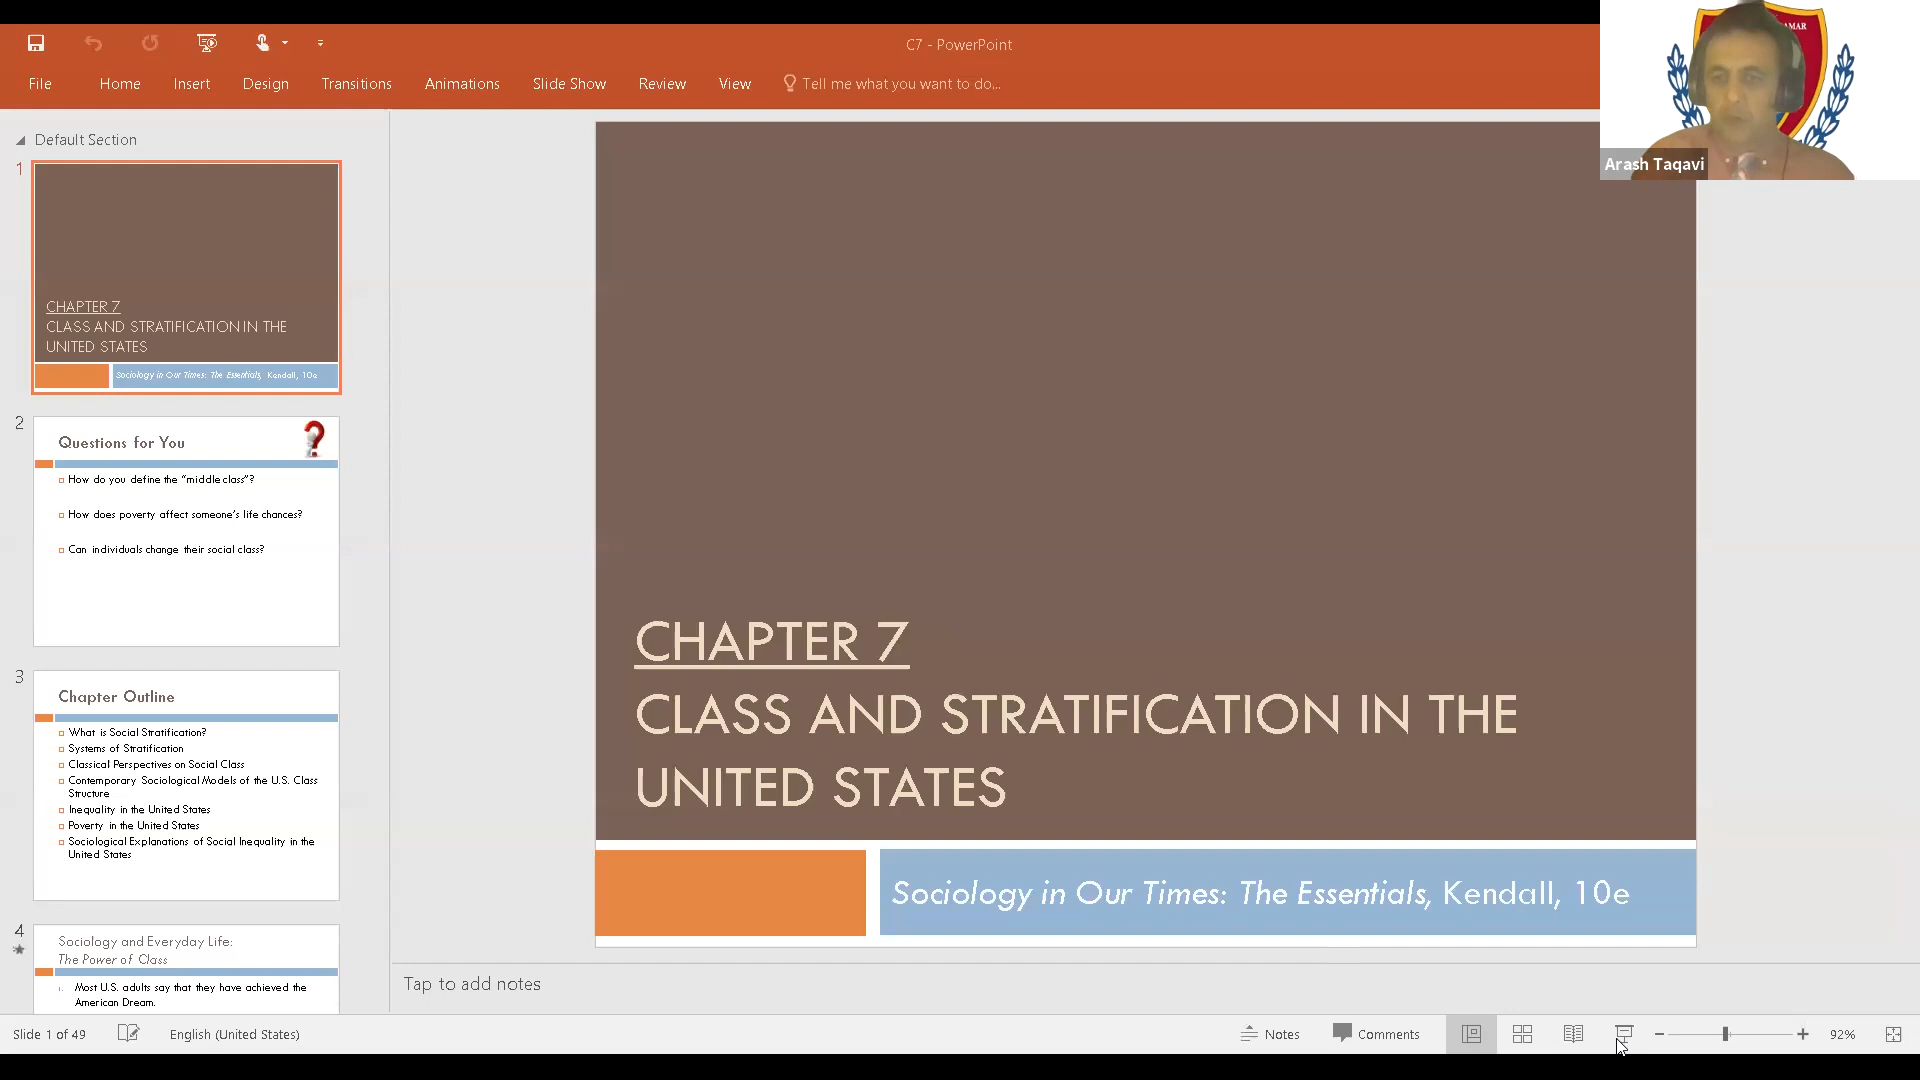 C7 - PowerPoint
File Home Insert Design Transitions Animations Slide Show Review View Tell me what you want to do...
AMAR
Arash Taqavi
Default Section
1
CHAPTER 7
CLASS AND STRATIFICATION IN THE
UNITED STATES
Sociology in Our Times: The Essentials, Kendall, 10e
2
Questions for You
How do you define the “middle class”?
How does poverty affect someone’s life chances?
Can individuals change their social class?
3
Chapter Outline
What is Social Stratification?
Systems of Stratification
Classical Perspectives on Social Class
Contemporary Sociological Models of the U.S. Class
Structure
Inequality in the United States
Poverty in the United States
Sociological Explanations of Social Inequality in the
United States
4
Sociology and Everyday Life:
The Power of Class
1. Most U.S. adults say that they have achieved the
American Dream.
CHAPTER 7
CLASS AND STRATIFICATION IN THE
UNITED STATES
Sociology in Our Times: The Essentials, Kendall, 10e
Tap to add notes
Slide 1 of 49 English (United States) Notes Comments 92%